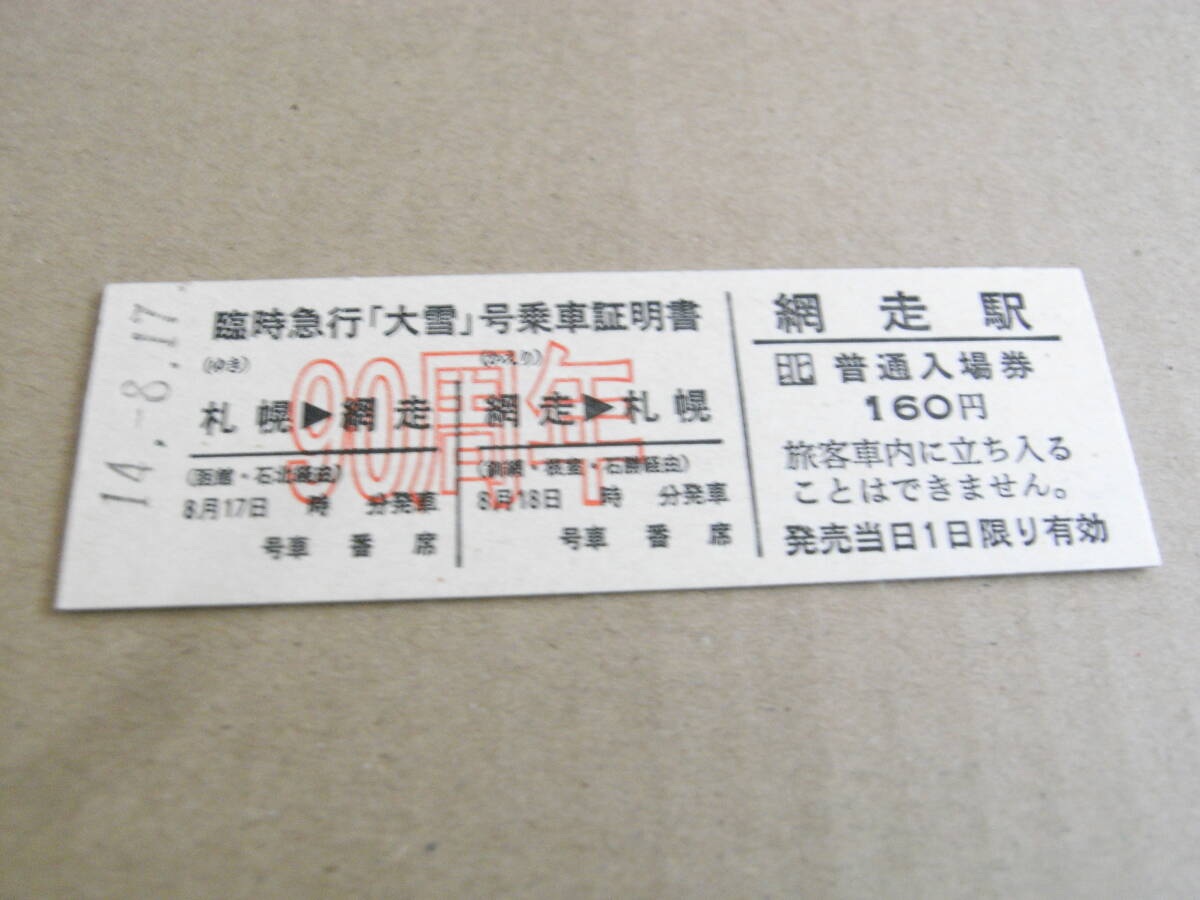 14.-8.17
臨時急行「大雪」号乗車証明書
90周年
(ゆき)
札幌▶網走
(函館・石北経由)
8月17日 時 分発車
号車 番 席
(かえり)
網走▶札幌
(釧網・根室・石勝経由)
8月18日 時 分発車
号車 番 席
網走駅
北 普通入場券
160円
旅客車内に立ち入る
ことはできません。
発売当日1日限り有効